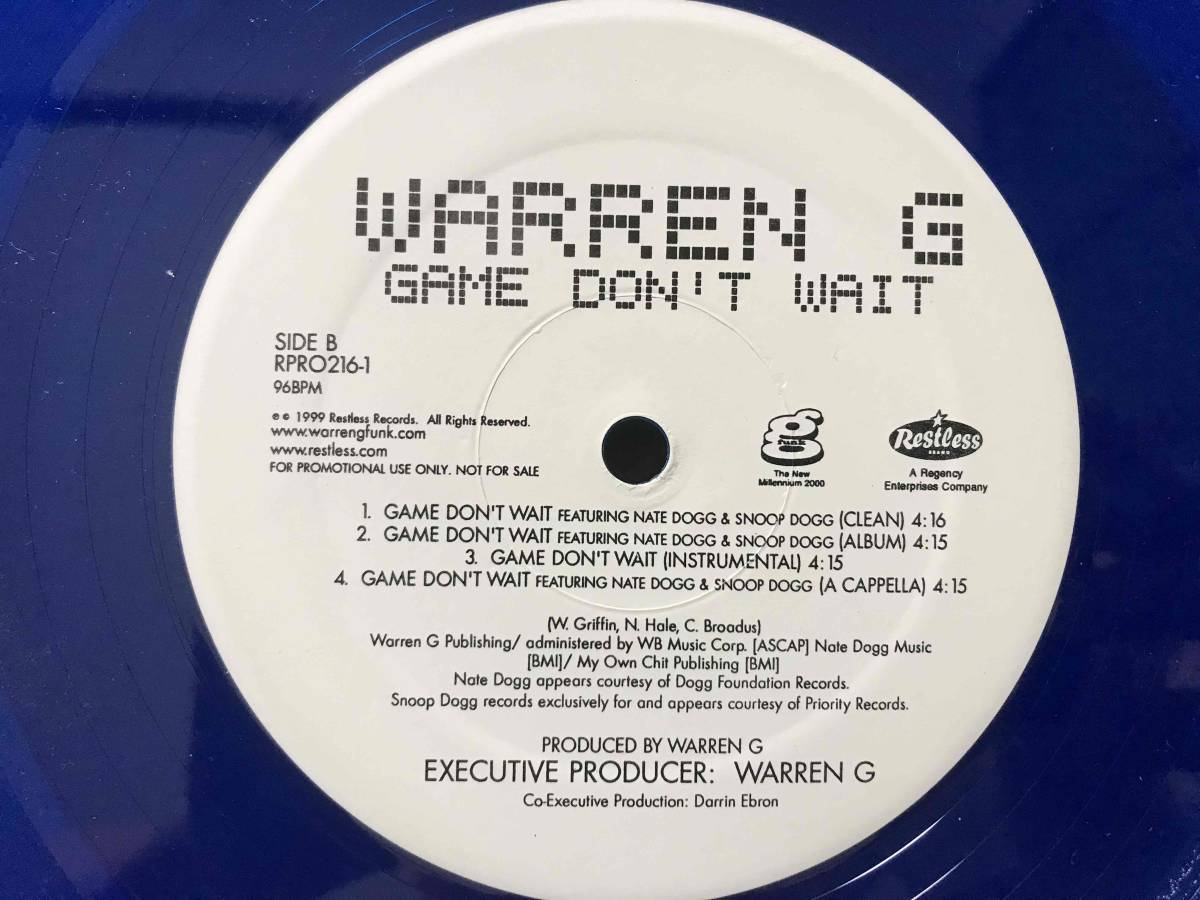 WARREN G
GAME DON'T WAIT
SIDE B
RPRO216-1
96BPM
℗ © 1999 Restless Records. All Rights Reserved.
www.warrengfunk.com
www.restless.com
FOR PROMOTIONAL USE ONLY. NOT FOR SALE
g funk
The New
Millennium 2000
Restless
BRAND
A Regency
Enterprises Company
1. GAME DON'T WAIT FEATURING NATE DOGG & SNOOP DOGG (CLEAN) 4:16
2. GAME DON'T WAIT FEATURING NATE DOGG & SNOOP DOGG (ALBUM) 4:15
3. GAME DON'T WAIT (INSTRUMENTAL) 4:15
4. GAME DON'T WAIT FEATURING NATE DOGG & SNOOP DOGG (A CAPPELLA) 4:15
(W. Griffin, N. Hale, C. Broadus)
Warren G Publishing/ administered by WB Music Corp. [ASCAP] Nate Dogg Music
[BMI]/ My Own Chit Publishing [BMI]
Nate Dogg appears courtesy of Dogg Foundation Records.
Snoop Dogg records exclusively for and appears courtesy of Priority Records.
PRODUCED BY WARREN G
EXECUTIVE PRODUCER: WARREN G
Co-Executive Production: Darrin Ebron